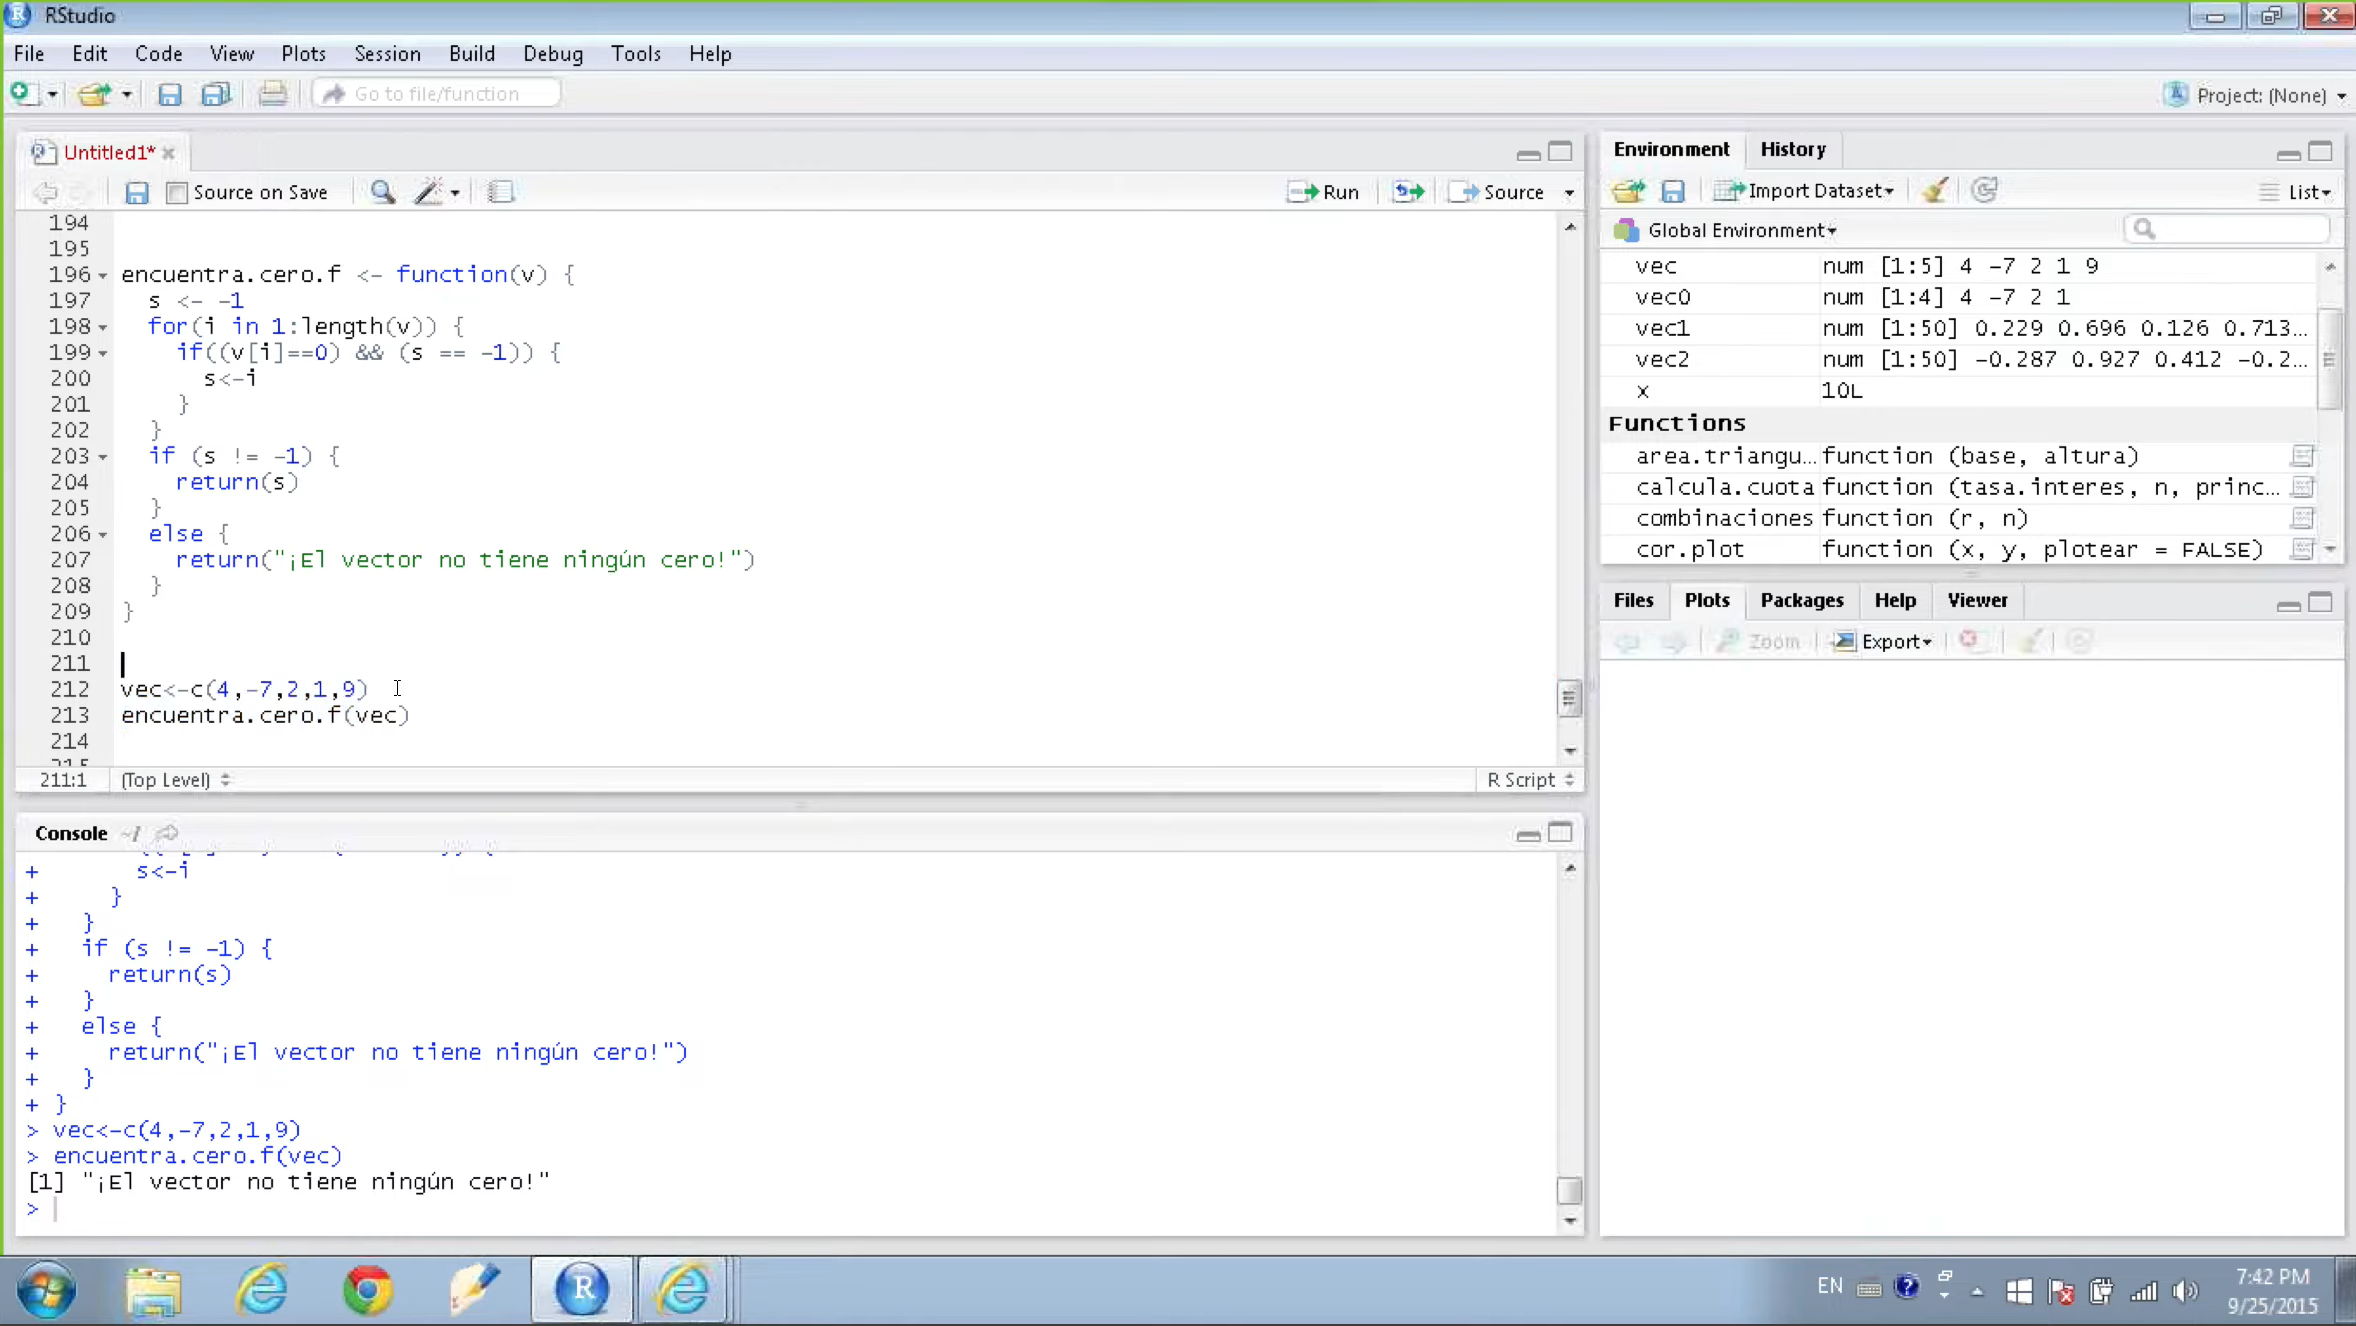 RStudio
File Edit Code View Plots Session Build Debug Tools Help
Go to file/function
Project: (None)
Untitled1*
Source on Save
Run
Source
194
195
196 encuentra.cero.f <- function(v) {
197 s <- -1
198 for(i in 1:length(v)) {
199 if((v[i]==0) && (s == -1)) {
200 s<-i
201 }
202 }
203 if (s != -1) {
204 return(s)
205 }
206 else {
207 return("¡El vector no tiene ningún cero!")
208 }
209 }
210
211
212 vec<-c(4,-7,2,1,9)
213 encuentra.cero.f(vec)
214
211:1 (Top Level) R Script
Console ~/
+ s<-i
+ }
+ }
+ if (s != -1) {
+ return(s)
+ }
+ else {
+ return("¡El vector no tiene ningún cero!")
+ }
+ }
> vec<-c(4,-7,2,1,9)
> encuentra.cero.f(vec)
[1] "¡El vector no tiene ningún cero!"
>
Environment History
Import Dataset List
Global Environment
vec num [1:5] 4 -7 2 1 9
vec0 num [1:4] 4 -7 2 1
vec1 num [1:50] 0.229 0.696 0.126 0.713...
vec2 num [1:50] -0.287 0.927 0.412 -0.2...
x 10L
Functions
area.triangu... function (base, altura)
calcula.cuota function (tasa.interes, n, princ...
combinaciones function (r, n)
cor.plot function (x, y, plotear = FALSE)
Files Plots Packages Help Viewer
Zoom Export
EN
7:42 PM
9/25/2015